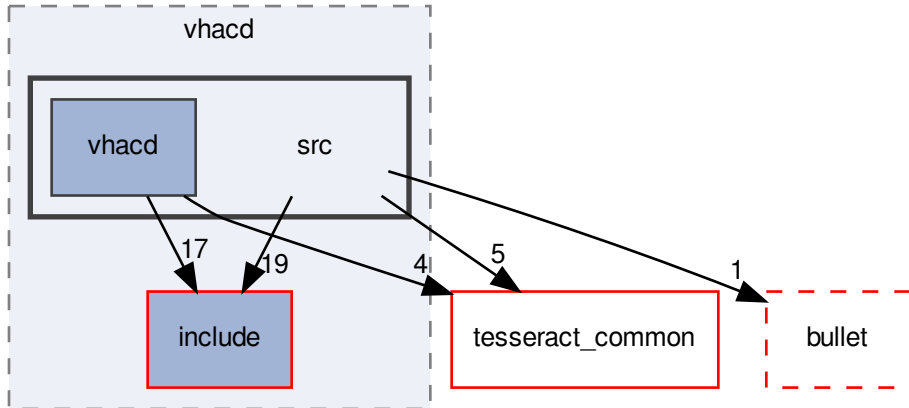 vhacd
vhacd
src
17
19
4
5
1
include
tesseract_common
bullet